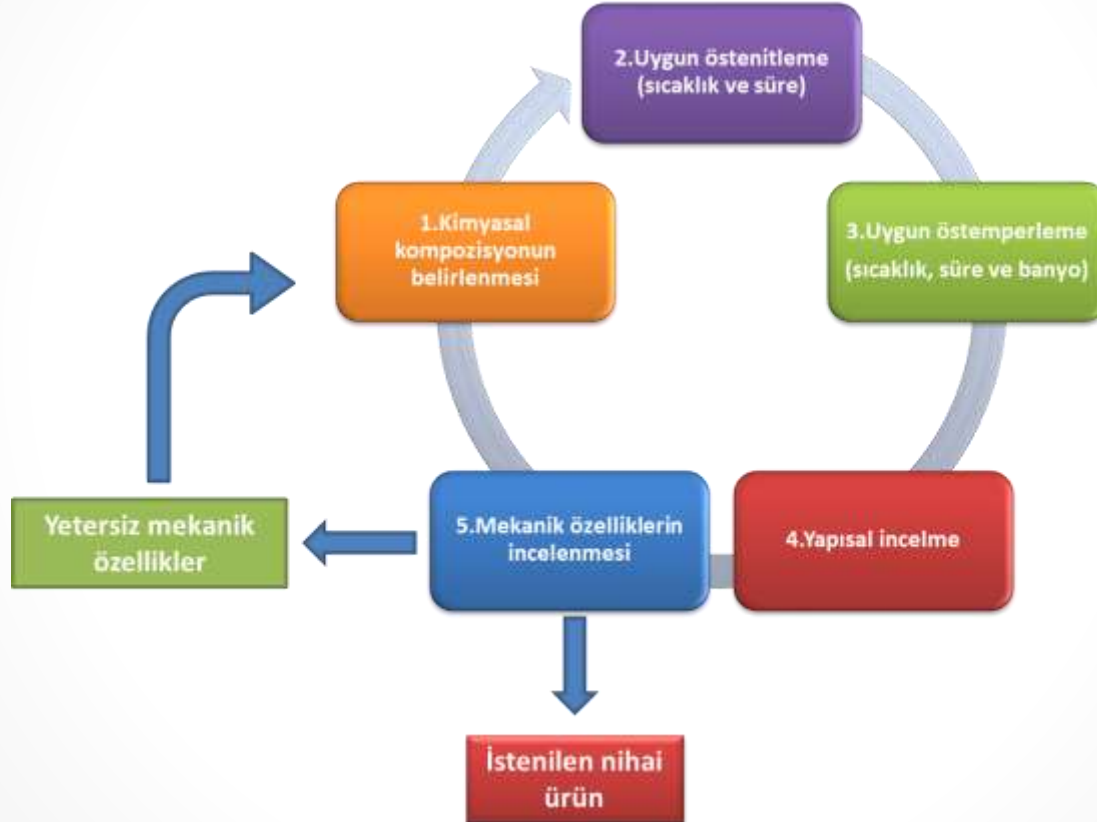 2.Uygun östenitleme
(sıcaklık ve süre)
1.Kimyasal
kompozisyonun
belirlenmesi
3.Uygun östemperleme
(sıcaklık, süre ve banyo)
5.Mekanik özelliklerin
incelenmesi
4.Yapısal incelme
Yetersiz mekanik
özellikler
İstenilen nihai
ürün